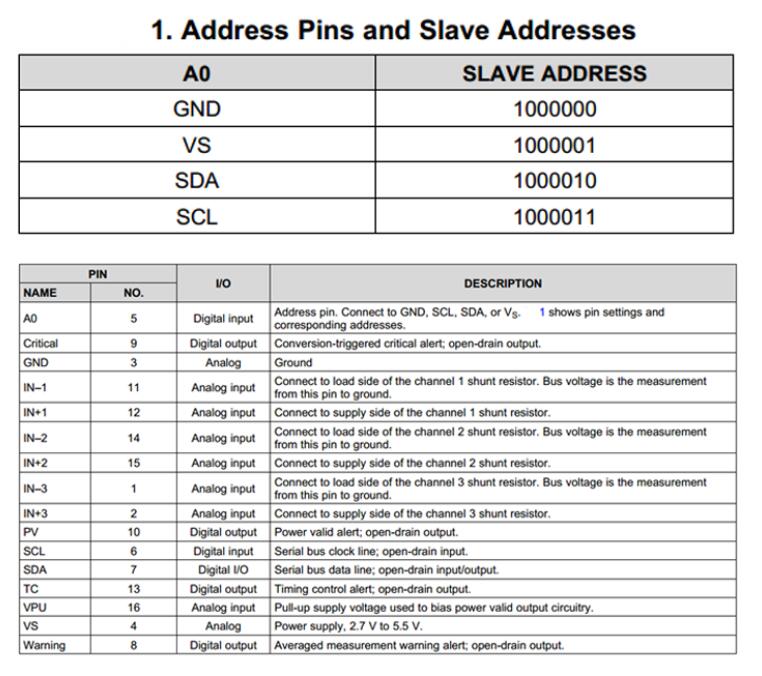 1. Address Pins and Slave Addresses
A0 SLAVE ADDRESS
GND 1000000
VS 1000001
SDA 1000010
SCL 1000011
PIN
I/O DESCRIPTION
NAME NO.
A0 5 Digital input Address pin. Connect to GND, SCL, SDA, or VS. 1 shows pin settings and
corresponding addresses.
Critical 9 Digital output Conversion-triggered critical alert; open-drain output.
GND 3 Analog Ground
IN–1 11 Analog input Connect to load side of the channel 1 shunt resistor. Bus voltage is the measurement
from this pin to ground.
IN+1 12 Analog input Connect to supply side of the channel 1 shunt resistor.
IN–2 14 Analog input Connect to load side of the channel 2 shunt resistor. Bus voltage is the measurement
from this pin to ground.
IN+2 15 Analog input Connect to supply side of the channel 2 shunt resistor.
IN–3 1 Analog input Connect to load side of the channel 3 shunt resistor. Bus voltage is the measurement
from this pin to ground.
IN+3 2 Analog input Connect to supply side of the channel 3 shunt resistor.
PV 10 Digital output Power valid alert; open-drain output.
SCL 6 Digital input Serial bus clock line; open-drain input.
SDA 7 Digital I/O Serial bus data line; open-drain input/output.
TC 13 Digital output Timing control alert; open-drain output.
VPU 16 Analog input Pull-up supply voltage used to bias power valid output circuitry.
VS 4 Analog Power supply, 2.7 V to 5.5 V.
Warning 8 Digital output Averaged measurement warning alert; open-drain output.